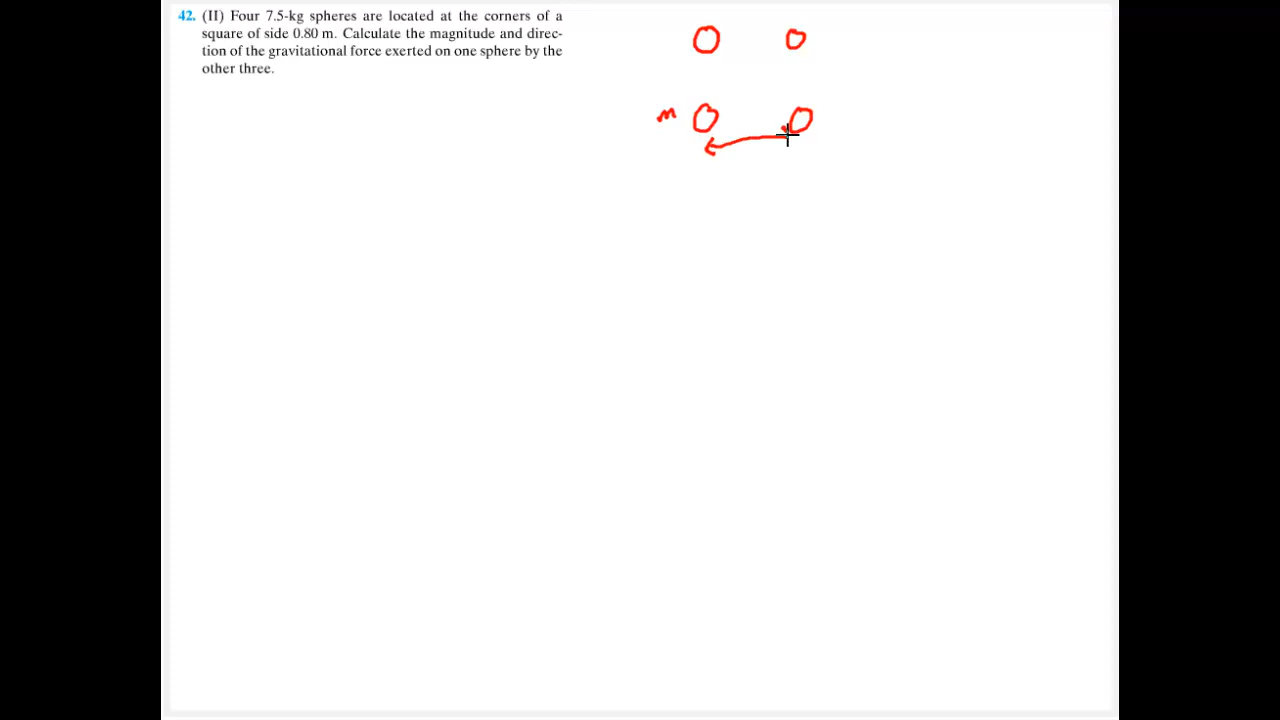 42. (II) Four 7.5-kg spheres are located at the corners of a
square of side 0.80 m. Calculate the magnitude and direc-
tion of the gravitational force exerted on one sphere by the
other three.
m